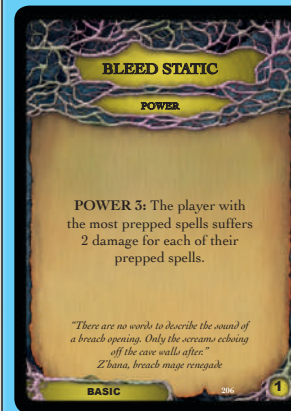 BLEED STATIC
POWER
POWER 3: The player with
the most prepped spells suffers
2 damage for each of their
prepped spells.
"There are no words to describe the sound of
a breach opening. Only the screams echoing
off the cave walls after."
Z'hana, breach mage renegade
BASIC
206
1